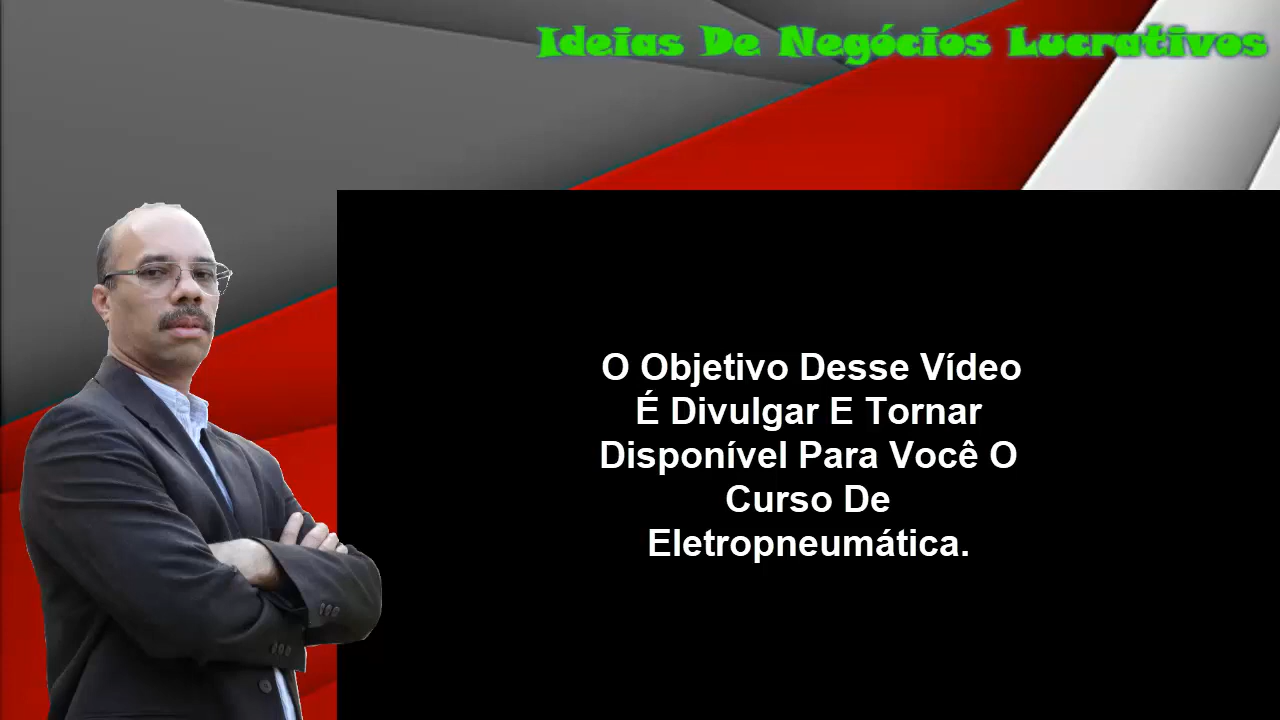 Ideias De Negócios Lucrativos
O Objetivo Desse Vídeo
É Divulgar E Tornar
Disponível Para Você O
Curso De
Eletropneumática.